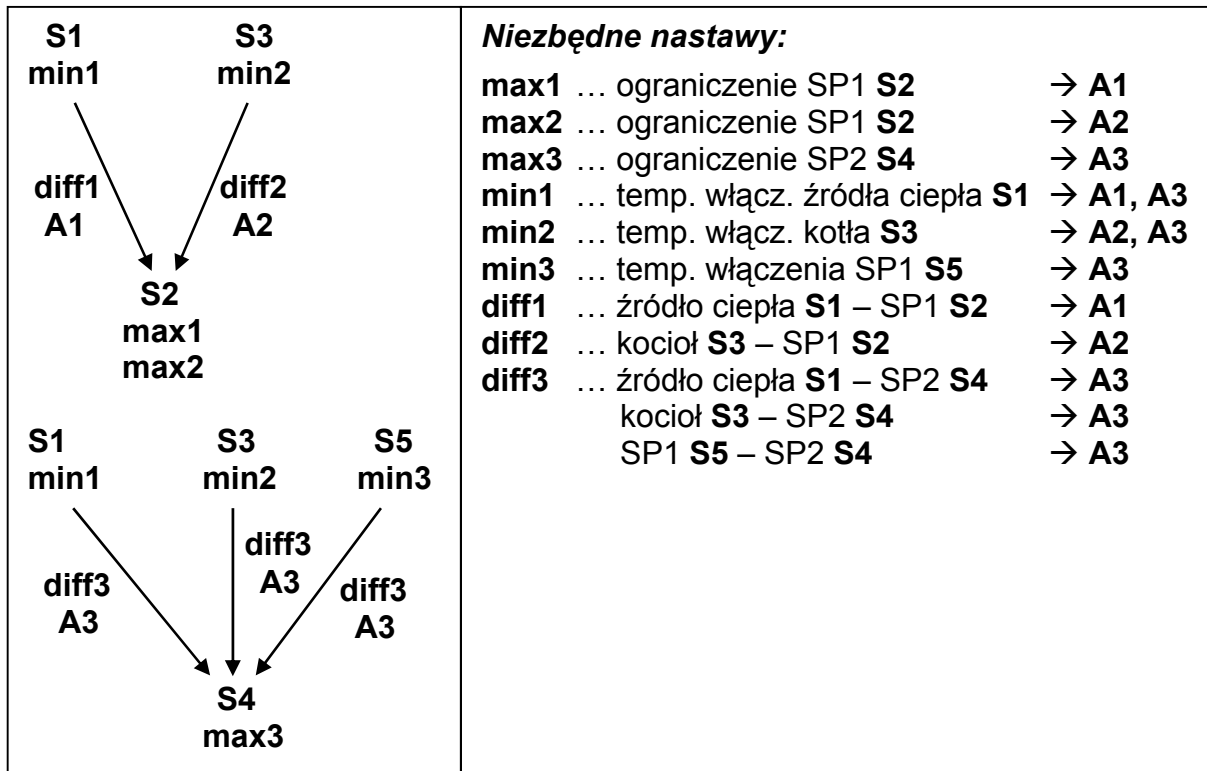 S1 S3
min1 min2
diff1 diff2
A1 A2
S2
max1
max2
S1 S3 S5
min1 min2 min3
diff3
A3
diff3 diff3
A3 A3
S4
max3
Niezbędne nastawy:
max1 … ograniczenie SP1 S2 → A1
max2 … ograniczenie SP1 S2 → A2
max3 … ograniczenie SP2 S4 → A3
min1 … temp. włącz. źródła ciepła S1 → A1, A3
min2 … temp. włącz. kotła S3 → A2, A3
min3 … temp. włączenia SP1 S5 → A3
diff1 … źródło ciepła S1 – SP1 S2 → A1
diff2 … kocioł S3 – SP1 S2 → A2
diff3 … źródło ciepła S1 – SP2 S4 → A3
kocioł S3 – SP2 S4 → A3
SP1 S5 – SP2 S4 → A3